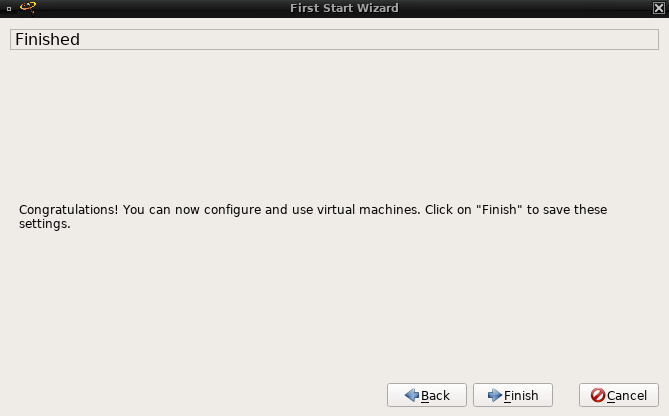 First Start Wizard
Finished
Congratulations! You can now configure and use virtual machines. Click on "Finish" to save these
settings.
Back Finish Cancel